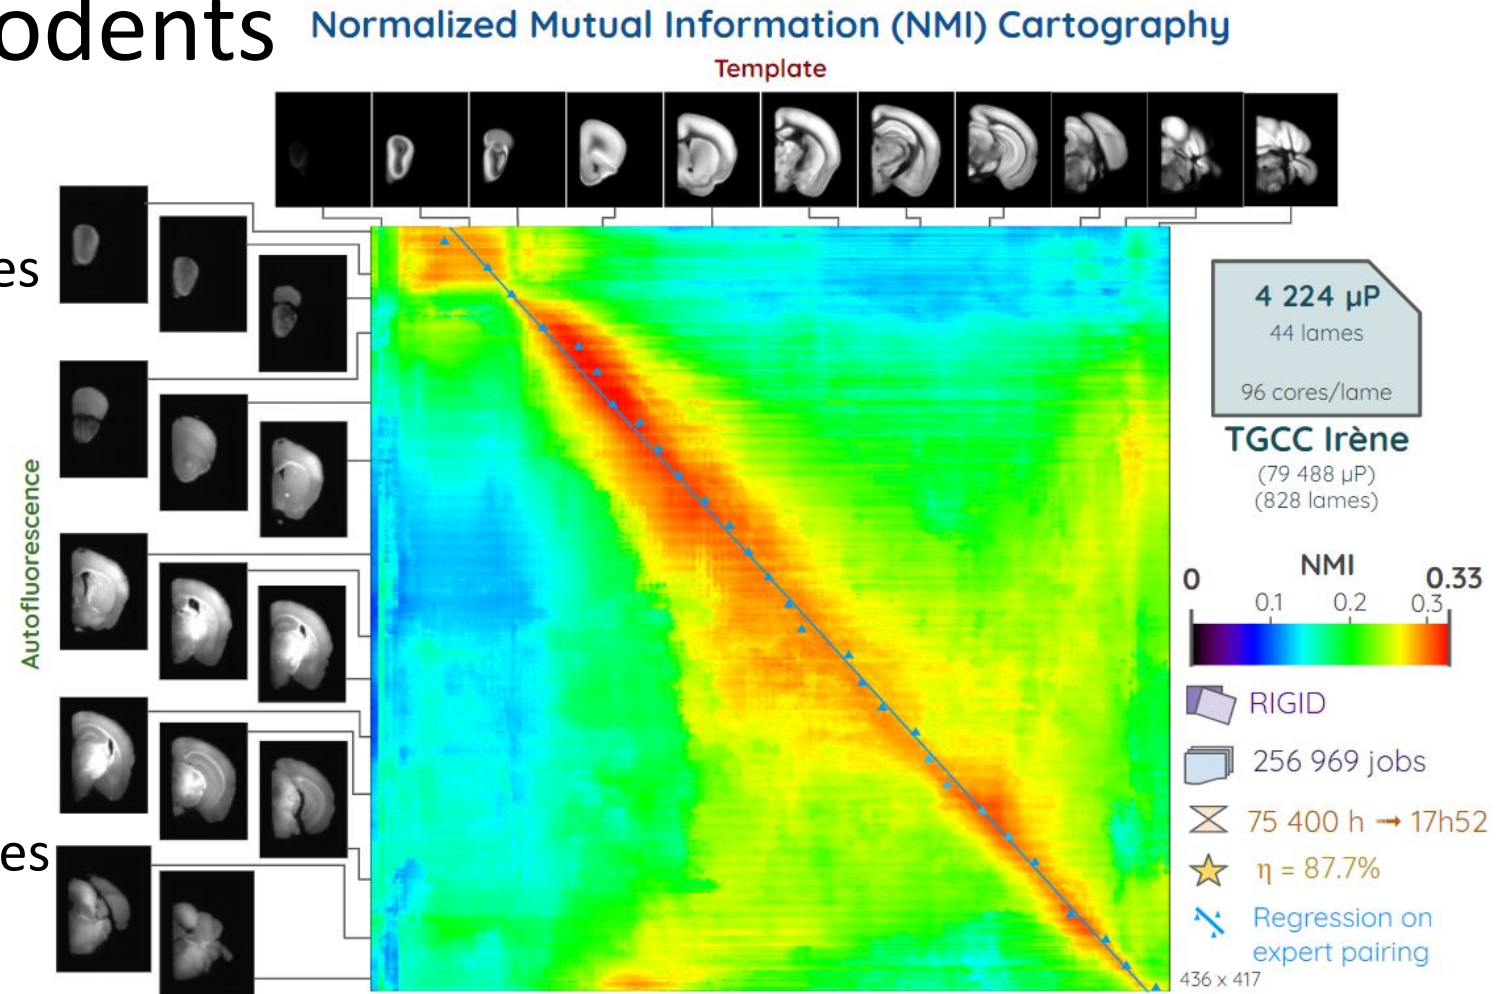 odents
Normalized Mutual Information (NMI) Cartography
Template
es
es
Autofluorescence
4 224 µP
44 lames
96 cores/lame
TGCC Irène
(79 488 µP)
(828 lames)
NMI
0
0.33
0.1
0.2
0.3
RIGID
256 969 jobs
75 400 h → 17h52
η = 87.7%
Regression on
expert pairing
436 x 417